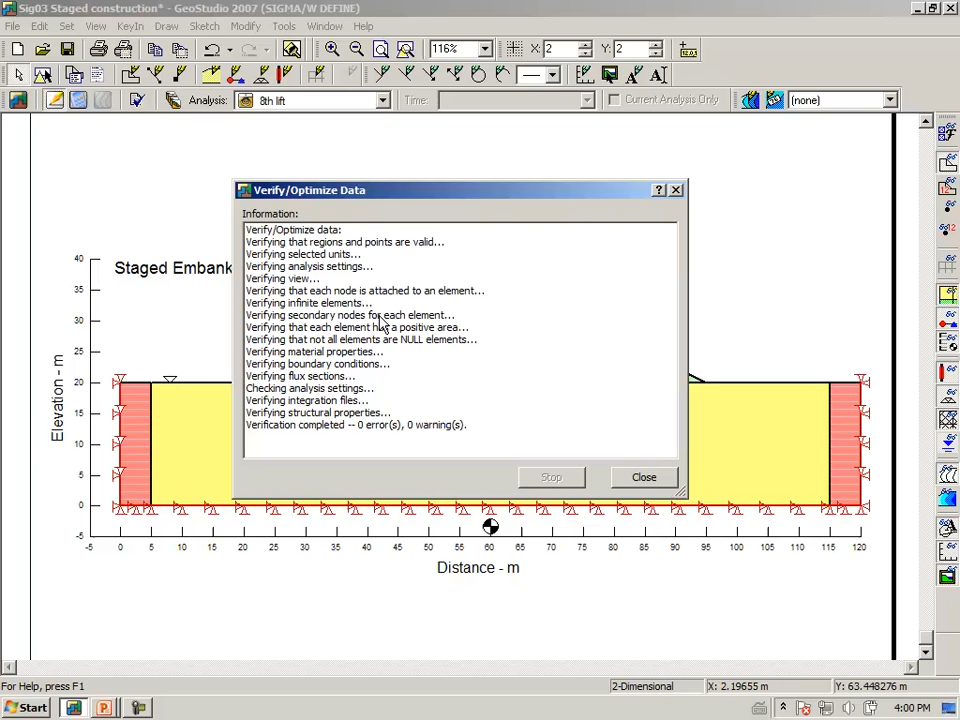 Sig03 Staged construction* - GeoStudio 2007 (SIGMA/W DEFINE)
File Edit Set View KeyIn Draw Sketch Modify Tools Window Help
116% X: 2 Y: 2
Analysis: 8th lift Time: Current Analysis Only (none)
Verify/Optimize Data
Information:
Verify/Optimize data:
Verifying that regions and points are valid...
Verifying selected units...
Verifying analysis settings...
Verifying view...
Verifying that each node is attached to an element...
Verifying infinite elements...
Verifying secondary nodes for each element...
Verifying that each element has a positive area...
Verifying that not all elements are NULL elements...
Verifying material properties...
Verifying boundary conditions...
Verifying flux sections...
Checking analysis settings...
Verifying integration files...
Verifying structural properties...
Verification completed -- 0 error(s), 0 warning(s).
Stop Close
Staged Embank
Elevation - m
40
35
30
25
20
15
10
5
0
-5
-5 0 5 10 15 20 25 30 35 40 45 50 55 60 65 70 75 80 85 90 95 100 105 110 115 120
Distance - m
12
12
For Help, press F1
2-Dimensional X: 2.19655 m Y: 63.448276 m
Start 4:00 PM